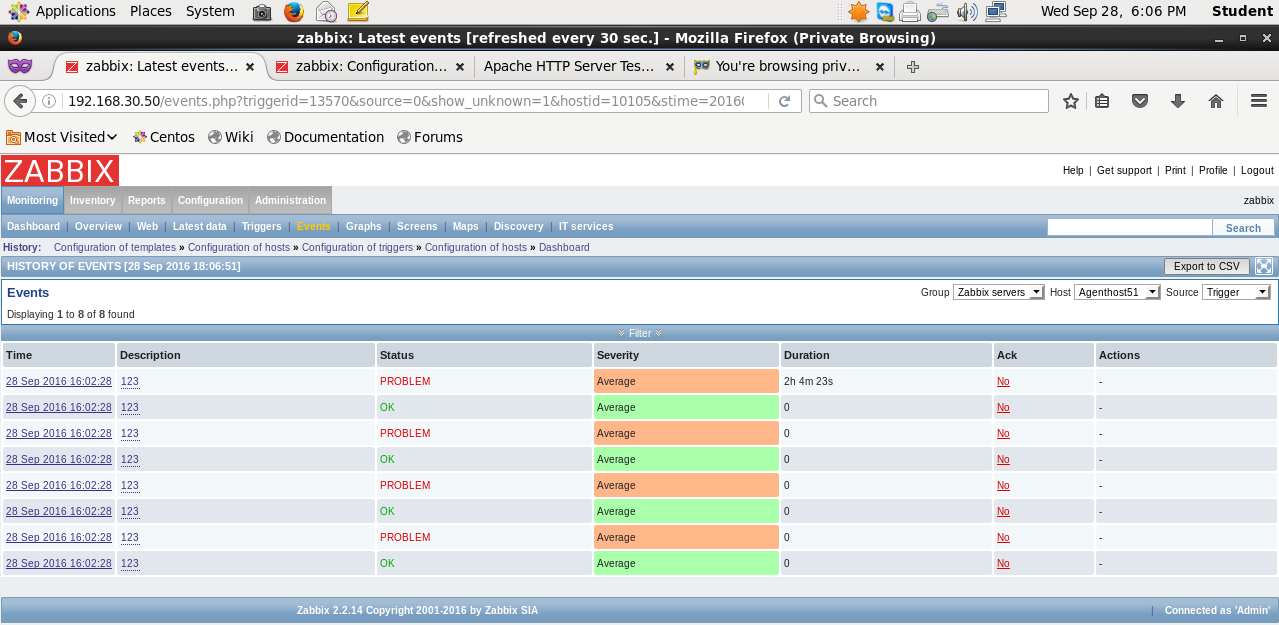 Applications Places System Wed Sep 28, 6:06 PM Student
zabbix: Latest events [refreshed every 30 sec.] - Mozilla Firefox (Private Browsing)
zabbix: Latest events... zabbix: Configuration... Apache HTTP Server Tes... You're browsing priv...
192.168.30.50/events.php?triggerid=13570&source=0&show_unknown=1&hostid=10105&stime=20160 Search
Most Visited Centos Wiki Documentation Forums
ZABBIX Help | Get support | Print | Profile | Logout
Monitoring Inventory Reports Configuration Administration zabbix
Dashboard | Overview | Web | Latest data | Triggers | Events | Graphs | Screens | Maps | Discovery | IT services Search
History: Configuration of templates » Configuration of hosts » Configuration of triggers » Configuration of hosts » Dashboard
HISTORY OF EVENTS [28 Sep 2016 18:06:51] Export to CSV
Events Group Zabbix servers Host Agenthost51 Source Trigger
Displaying 1 to 8 of 8 found
Filter
Time Description Status Severity Duration Ack Actions
28 Sep 2016 16:02:28 123 PROBLEM Average 2h 4m 23s No -
28 Sep 2016 16:02:28 123 OK Average 0 No -
28 Sep 2016 16:02:28 123 PROBLEM Average 0 No -
28 Sep 2016 16:02:28 123 OK Average 0 No -
28 Sep 2016 16:02:28 123 PROBLEM Average 0 No -
28 Sep 2016 16:02:28 123 OK Average 0 No -
28 Sep 2016 16:02:28 123 PROBLEM Average 0 No -
28 Sep 2016 16:02:28 123 OK Average 0 No -
Zabbix 2.2.14 Copyright 2001-2016 by Zabbix SIA | Connected as 'Admin'